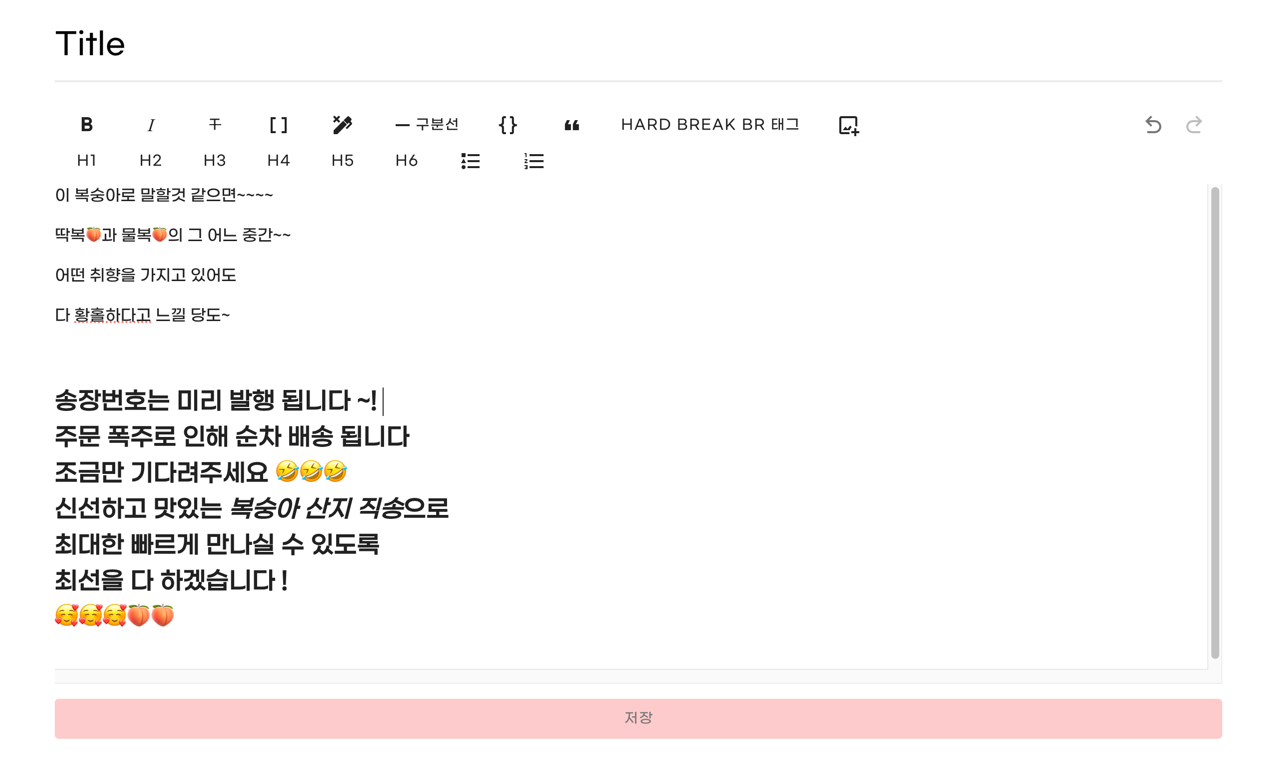 Title
B I T [ ] — 구분선 {} “ HARD BREAK BR 태그
H1 H2 H3 H4 H5 H6
이 복숭아로 말할것 같으면~~~~
딱복🍑과 물복🍑의 그 어느 중간~~
어떤 취향을 가지고 있어도
다 황홀하다고 느낄 당도~
송장번호는 미리 발행 됩니다 ~!
주문 폭주로 인해 순차 배송 됩니다
조금만 기다려주세요 🤣🤣🤣
신선하고 맛있는 복숭아 산지 직송으로
최대한 빠르게 만나실 수 있도록
최선을 다 하겠습니다 !
🥰🥰🥰🍑🍑
저장